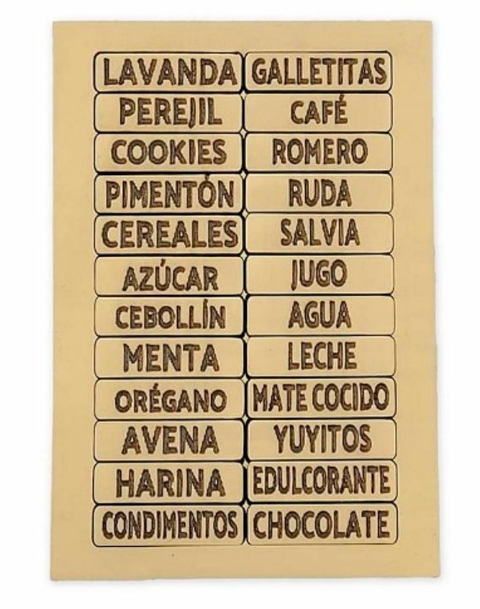 LAVANDA GALLETITAS
PEREJIL CAFÉ
COOKIES ROMERO
PIMENTÓN RUDA
CEREALES SALVIA
AZÚCAR JUGO
CEBOLLÍN AGUA
MENTA LECHE
ORÉGANO MATE COCIDO
AVENA YUYITOS
HARINA EDULCORANTE
CONDIMENTOS CHOCOLATE